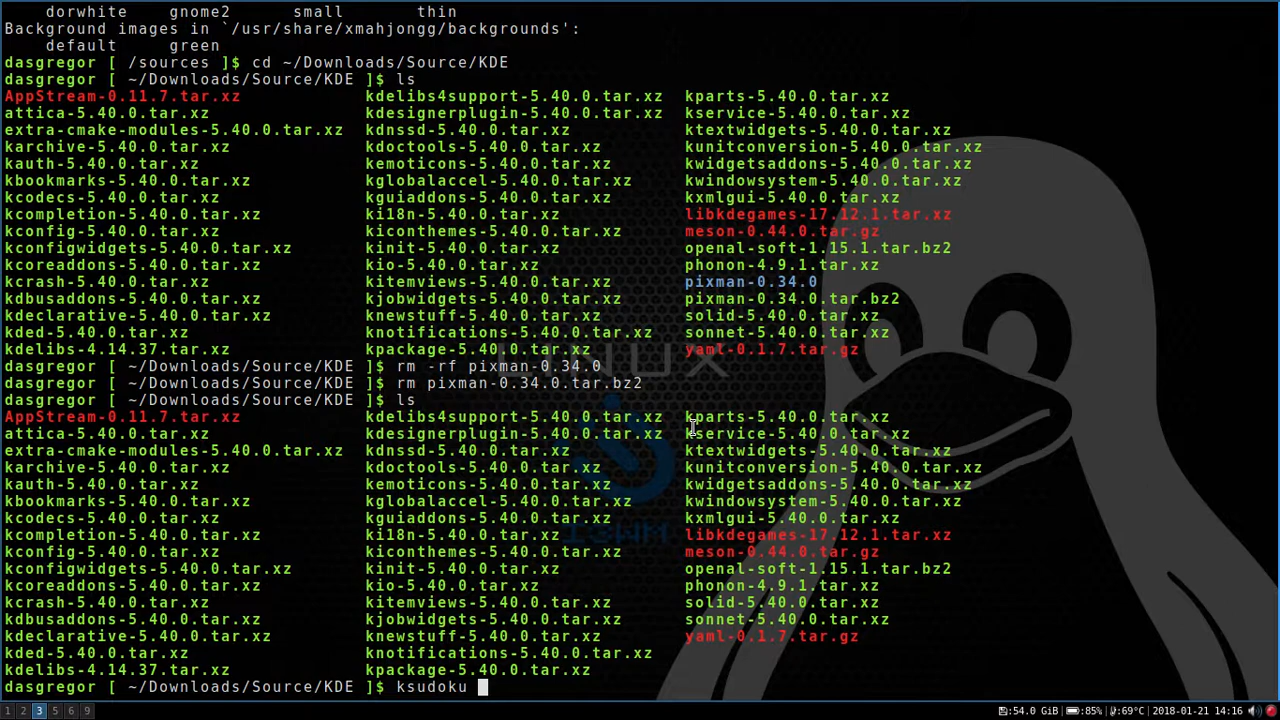 dorwhite    gnome2      small       thin
Background images in `/usr/share/xmahjongg/backgrounds':
    default     green
dasgregor [ /sources ]$ cd ~/Downloads/Source/KDE
dasgregor [ ~/Downloads/Source/KDE ]$ ls
AppStream-0.11.7.tar.xz kdelibs4support-5.40.0.tar.xz kparts-5.40.0.tar.xz
attica-5.40.0.tar.xz kdesignerplugin-5.40.0.tar.xz kservice-5.40.0.tar.xz
extra-cmake-modules-5.40.0.tar.xz kdnssd-5.40.0.tar.xz ktextwidgets-5.40.0.tar.xz
karchive-5.40.0.tar.xz kdoctools-5.40.0.tar.xz kunitconversion-5.40.0.tar.xz
kauth-5.40.0.tar.xz kemoticons-5.40.0.tar.xz kwidgetsaddons-5.40.0.tar.xz
kbookmarks-5.40.0.tar.xz kglobalaccel-5.40.0.tar.xz kwindowsystem-5.40.0.tar.xz
kcodecs-5.40.0.tar.xz kguiaddons-5.40.0.tar.xz kxmlgui-5.40.0.tar.xz
kcompletion-5.40.0.tar.xz ki18n-5.40.0.tar.xz libkdegames-17.12.1.tar.xz
kconfig-5.40.0.tar.xz kiconthemes-5.40.0.tar.xz meson-0.44.0.tar.gz
kconfigwidgets-5.40.0.tar.xz kinit-5.40.0.tar.xz openal-soft-1.15.1.tar.bz2
kcoreaddons-5.40.0.tar.xz kio-5.40.0.tar.xz phonon-4.9.1.tar.xz
kcrash-5.40.0.tar.xz kitemviews-5.40.0.tar.xz pixman-0.34.0
kdbusaddons-5.40.0.tar.xz kjobwidgets-5.40.0.tar.xz pixman-0.34.0.tar.bz2
kdeclarative-5.40.0.tar.xz knewstuff-5.40.0.tar.xz solid-5.40.0.tar.xz
kded-5.40.0.tar.xz knotifications-5.40.0.tar.xz sonnet-5.40.0.tar.xz
kdelibs-4.14.37.tar.xz kpackage-5.40.0.tar.xz yaml-0.1.7.tar.gz
dasgregor [ ~/Downloads/Source/KDE ]$ rm -rf pixman-0.34.0
LINUX
dasgregor [ ~/Downloads/Source/KDE ]$ rm pixman-0.34.0.tar.bz2
dasgregor [ ~/Downloads/Source/KDE ]$ ls
AppStream-0.11.7.tar.xz kdelibs4support-5.40.0.tar.xz kparts-5.40.0.tar.xz
attica-5.40.0.tar.xz kdesignerplugin-5.40.0.tar.xz kservice-5.40.0.tar.xz
extra-cmake-modules-5.40.0.tar.xz kdnssd-5.40.0.tar.xz ktextwidgets-5.40.0.tar.xz
karchive-5.40.0.tar.xz kdoctools-5.40.0.tar.xz kunitconversion-5.40.0.tar.xz
kauth-5.40.0.tar.xz kemoticons-5.40.0.tar.xz kwidgetsaddons-5.40.0.tar.xz
kbookmarks-5.40.0.tar.xz kglobalaccel-5.40.0.tar.xz kwindowsystem-5.40.0.tar.xz
kcodecs-5.40.0.tar.xz kguiaddons-5.40.0.tar.xz kxmlgui-5.40.0.tar.xz
kcompletion-5.40.0.tar.xz ki18n-5.40.0.tar.xz libkdegames-17.12.1.tar.xz
kconfig-5.40.0.tar.xz kiconthemes-5.40.0.tar.xz meson-0.44.0.tar.gz
kconfigwidgets-5.40.0.tar.xz kinit-5.40.0.tar.xz openal-soft-1.15.1.tar.bz2
kcoreaddons-5.40.0.tar.xz kio-5.40.0.tar.xz phonon-4.9.1.tar.xz
kcrash-5.40.0.tar.xz kitemviews-5.40.0.tar.xz solid-5.40.0.tar.xz
kdbusaddons-5.40.0.tar.xz kjobwidgets-5.40.0.tar.xz sonnet-5.40.0.tar.xz
kdeclarative-5.40.0.tar.xz knewstuff-5.40.0.tar.xz yaml-0.1.7.tar.gz
kded-5.40.0.tar.xz knotifications-5.40.0.tar.xz
kdelibs-4.14.37.tar.xz kpackage-5.40.0.tar.xz
dasgregor [ ~/Downloads/Source/KDE ]$ ksudoku
1 2 3 4 5 6 9 :54.0 GiB :85% :69°C 2018-01-21 14:16